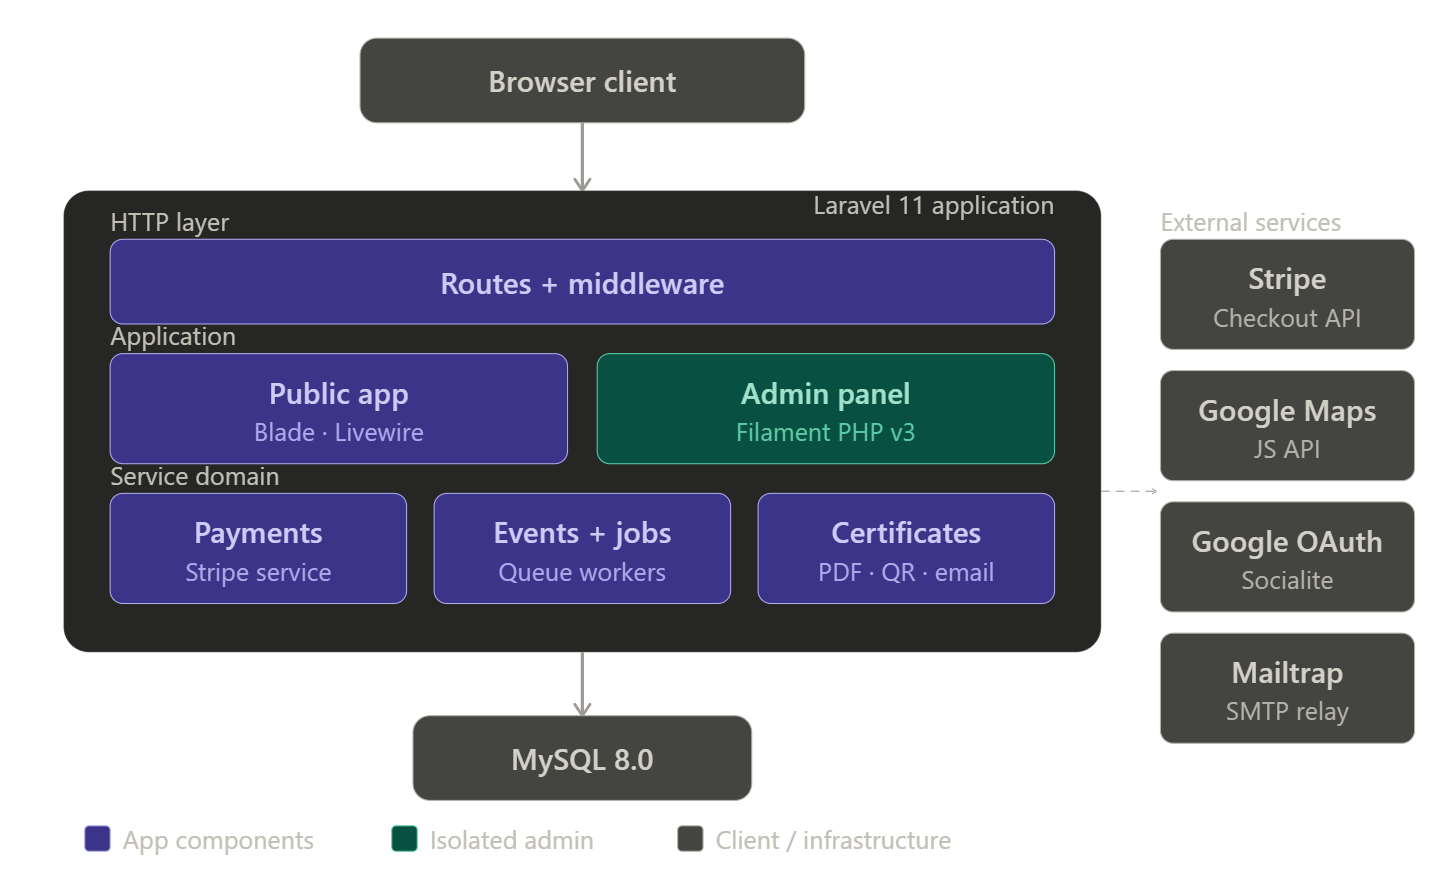 Browser client
Laravel 11 application
HTTP layer
Routes + middleware
Application
Public app
Blade · Livewire
Admin panel
Filament PHP v3
Service domain
Payments
Stripe service
Events + jobs
Queue workers
Certificates
PDF · QR · email
External services
Stripe
Checkout API
Google Maps
JS API
Google OAuth
Socialite
Mailtrap
SMTP relay
MySQL 8.0
App components
Isolated admin
Client / infrastructure